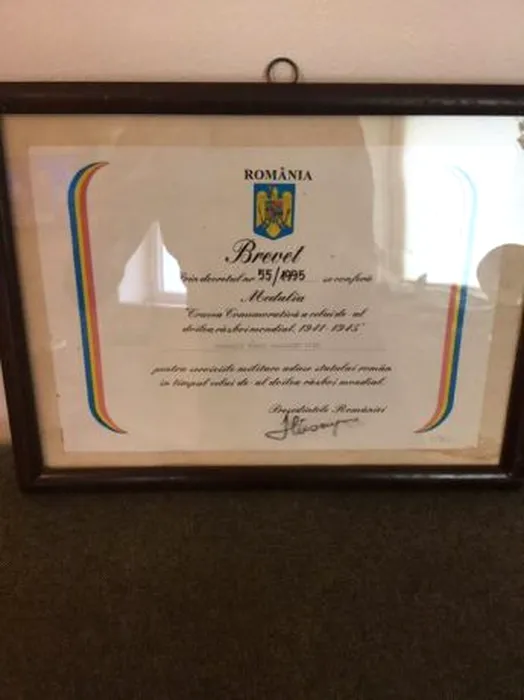 ROMÂNIA
Brevet
Prin decretul nr 55/1995 se conferă
Medalia
"Crucea Comemorativă a celui de-al
doilea război mondial, 1941-1945"
pentru serviciile militare aduse statului român
în timpul celui de-al doilea război mondial.
Președintele României